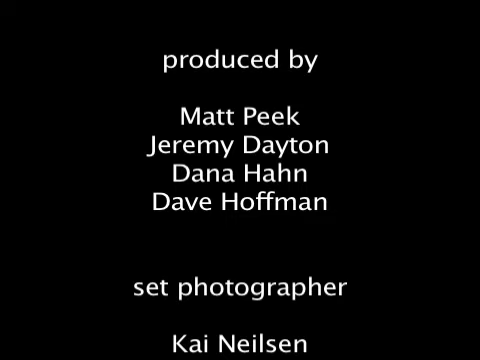 produced by
Matt Peek
Jeremy Dayton
Dana Hahn
Dave Hoffman
set photographer
Kai Neilsen